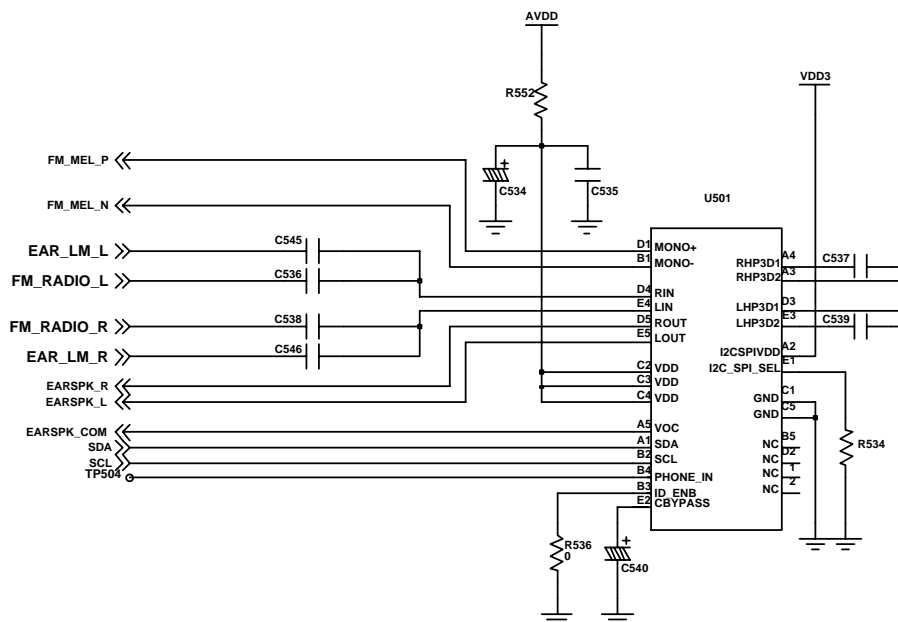 AVDD
R552
VDD3
FM_MEL_P
C534
C535
U501
FM_MEL_N
EAR_LM_L
C545
D1
MONO+
B1
MONO-
RHP3D1
A4
C537
RHP3D2
A3
FM_RADIO_L
C536
D4
RIN
E4
LIN
LHP3D1
D3
LHP3D2
E3
C539
FM_RADIO_R
C538
D5
ROUT
E5
LOUT
EAR_LM_R
C546
I2CSPIVDD
A2
I2C_SPI_SEL
E1
EARSPK_R
EARSPK_L
C2
VDD
C3
VDD
C4
VDD
GND
C1
GND
C5
EARSPK_COM
A5
VOC
SDA
A1
SDA
NC
B5
R534
SCL
B2
SCL
NC
D2
TP504
B4
PHONE_IN
NC
1
B3
ID_ENB
NC
2
E2
CBYPASS
R536
0
C540